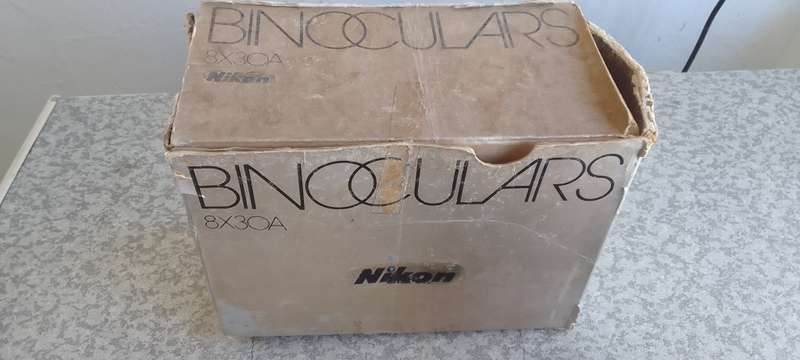 BINOCULARS
8X30A
Nikon
BINOCULARS
8X30A
Nikon